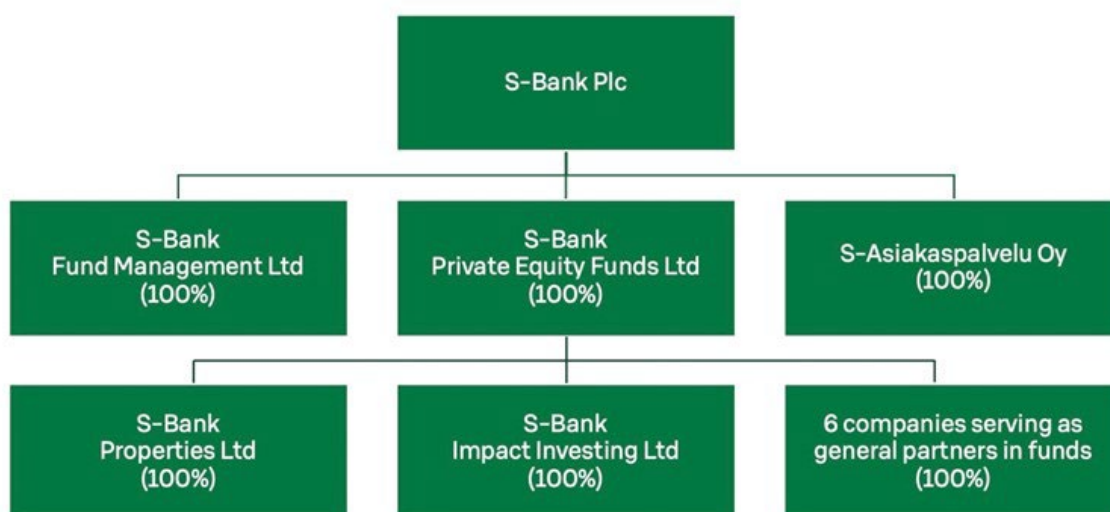 S-Bank Plc
S-Bank
Fund Management Ltd
(100%)
S-Bank
Private Equity Funds Ltd
(100%)
S-Asiakaspalvelu Oy
(100%)
S-Bank
Properties Ltd
(100%)
S-Bank
Impact Investing Ltd
(100%)
6 companies serving as
general partners in funds
(100%)